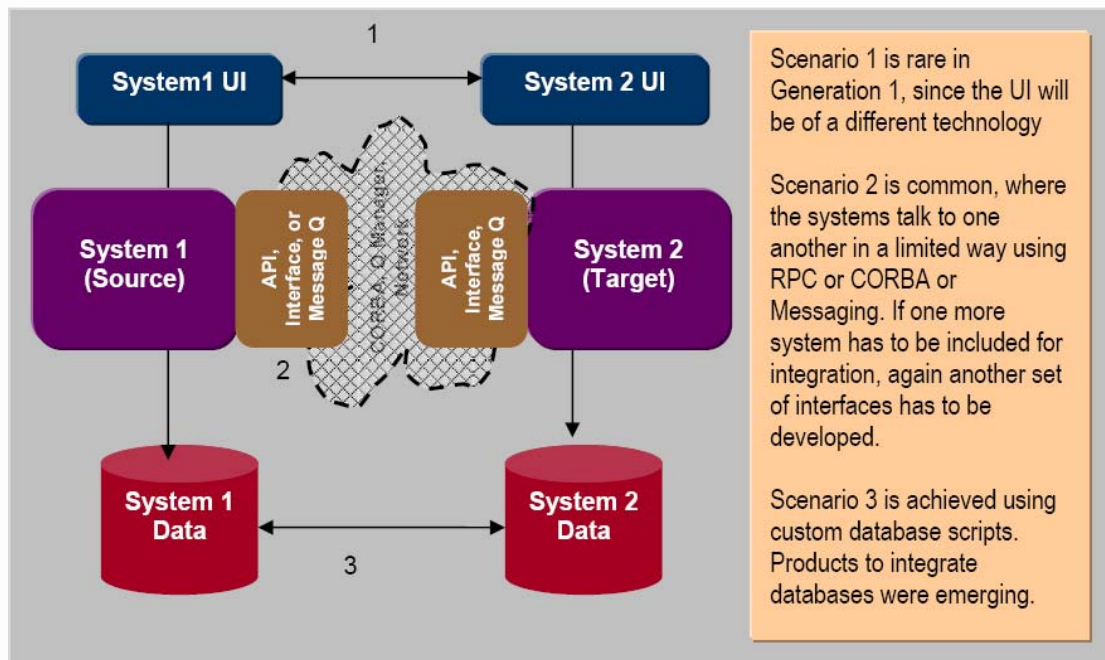 1
System1 UI
System 2 UI
System 1
(Source)
API,
Interface, or
Message Q
CORBA, Q Manager,
Network
API,
Interface,
Message Q
System 2
(Target)
2
System 1
Data
System 2
Data
3
Scenario 1 is rare in
Generation 1, since the UI will
be of a different technology
Scenario 2 is common, where
the systems talk to one
another in a limited way using
RPC or CORBA or
Messaging. If one more
system has to be included for
integration, again another set
of interfaces has to be
developed.
Scenario 3 is achieved using
custom database scripts.
Products to integrate
databases were emerging.